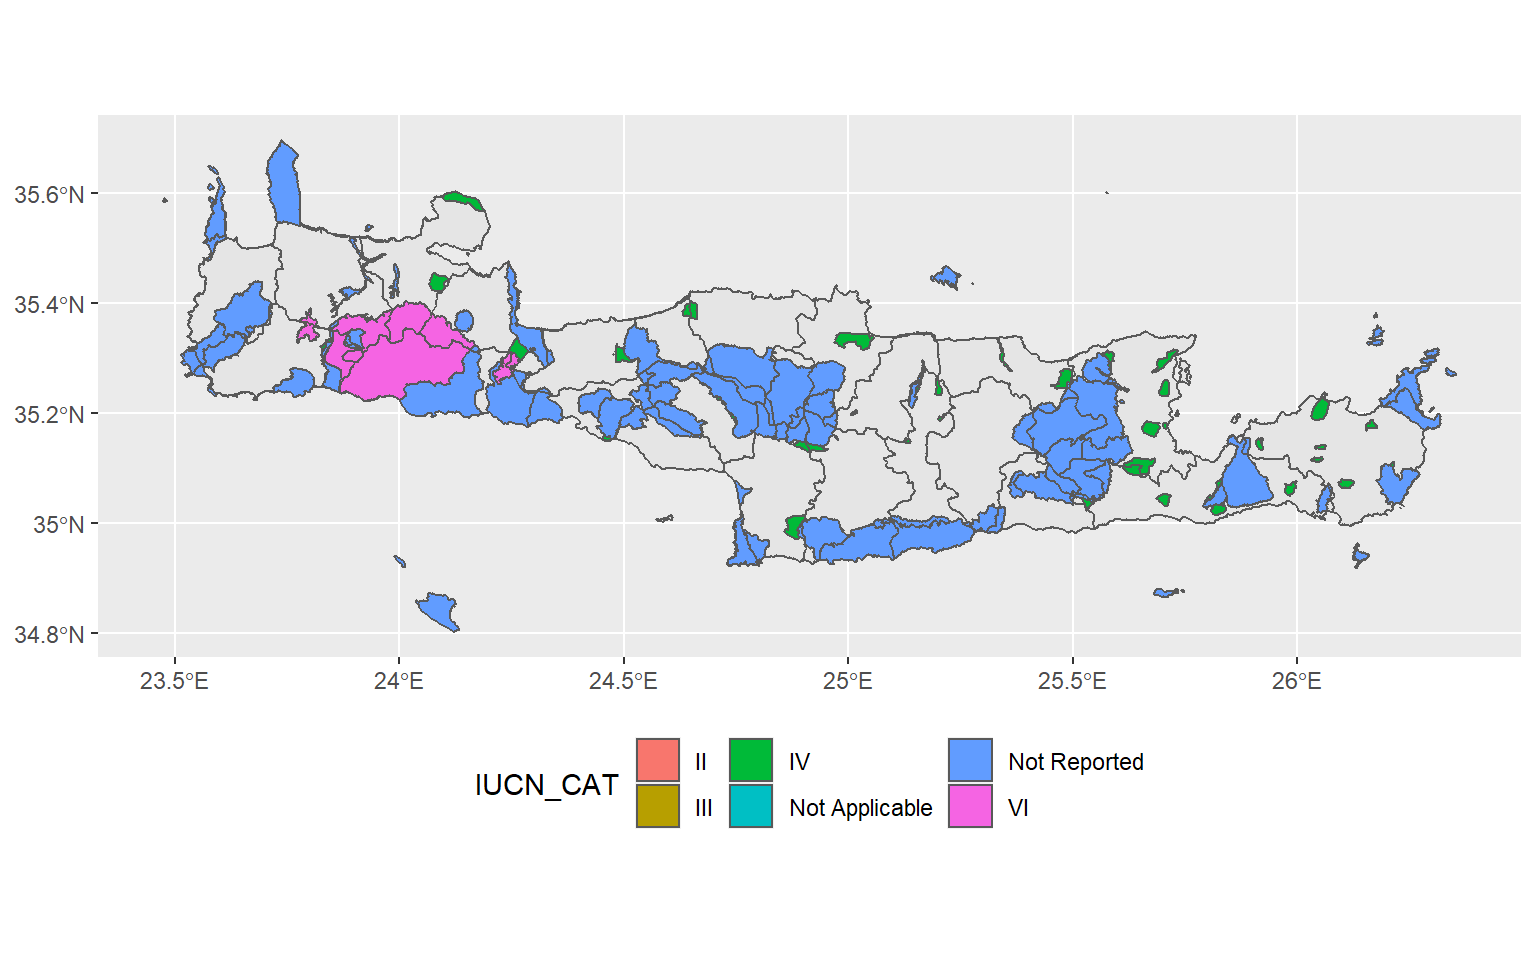 35.6°N
35.4°N
35.2°N
35°N
34.8°N
23.5°E 24°E 24.5°E 25°E 25.5°E 26°E
IUCN_CAT
II IV Not Reported
III Not Applicable VI